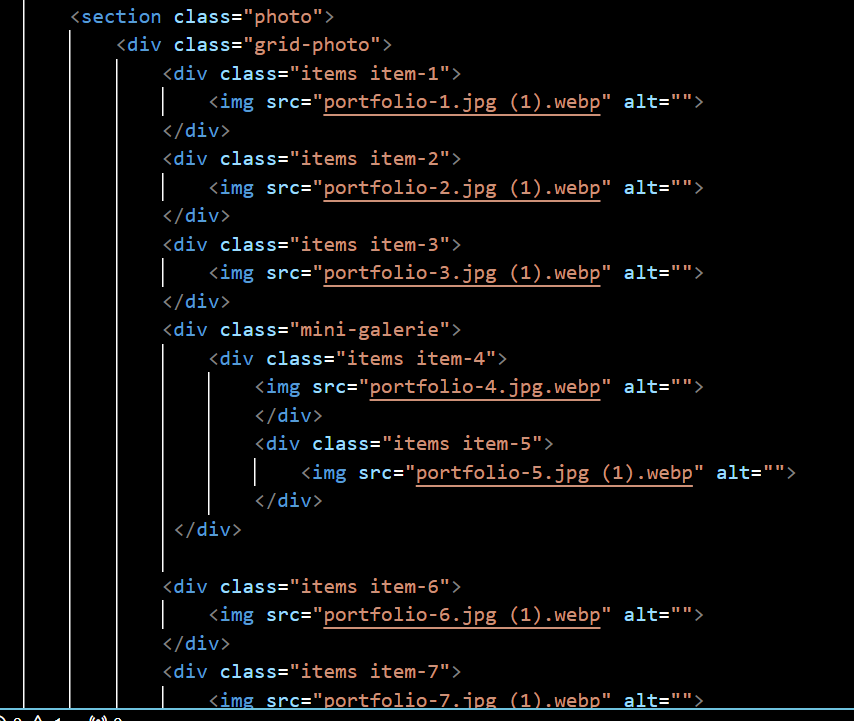 <section class="photo">
<div class="grid-photo">
<div class="items item-1">
<img src="portfolio-1.jpg (1).webp" alt="">
</div>
<div class="items item-2">
<img src="portfolio-2.jpg (1).webp" alt="">
</div>
<div class="items item-3">
<img src="portfolio-3.jpg (1).webp" alt="">
</div>
<div class="mini-galerie">
<div class="items item-4">
<img src="portfolio-4.jpg.webp" alt="">
</div>
<div class="items item-5">
<img src="portfolio-5.jpg (1).webp" alt="">
</div>
</div>
<div class="items item-6">
<img src="portfolio-6.jpg (1).webp" alt="">
</div>
<div class="items item-7">
<img src="portfolio-7.jpg (1).webp" alt="">